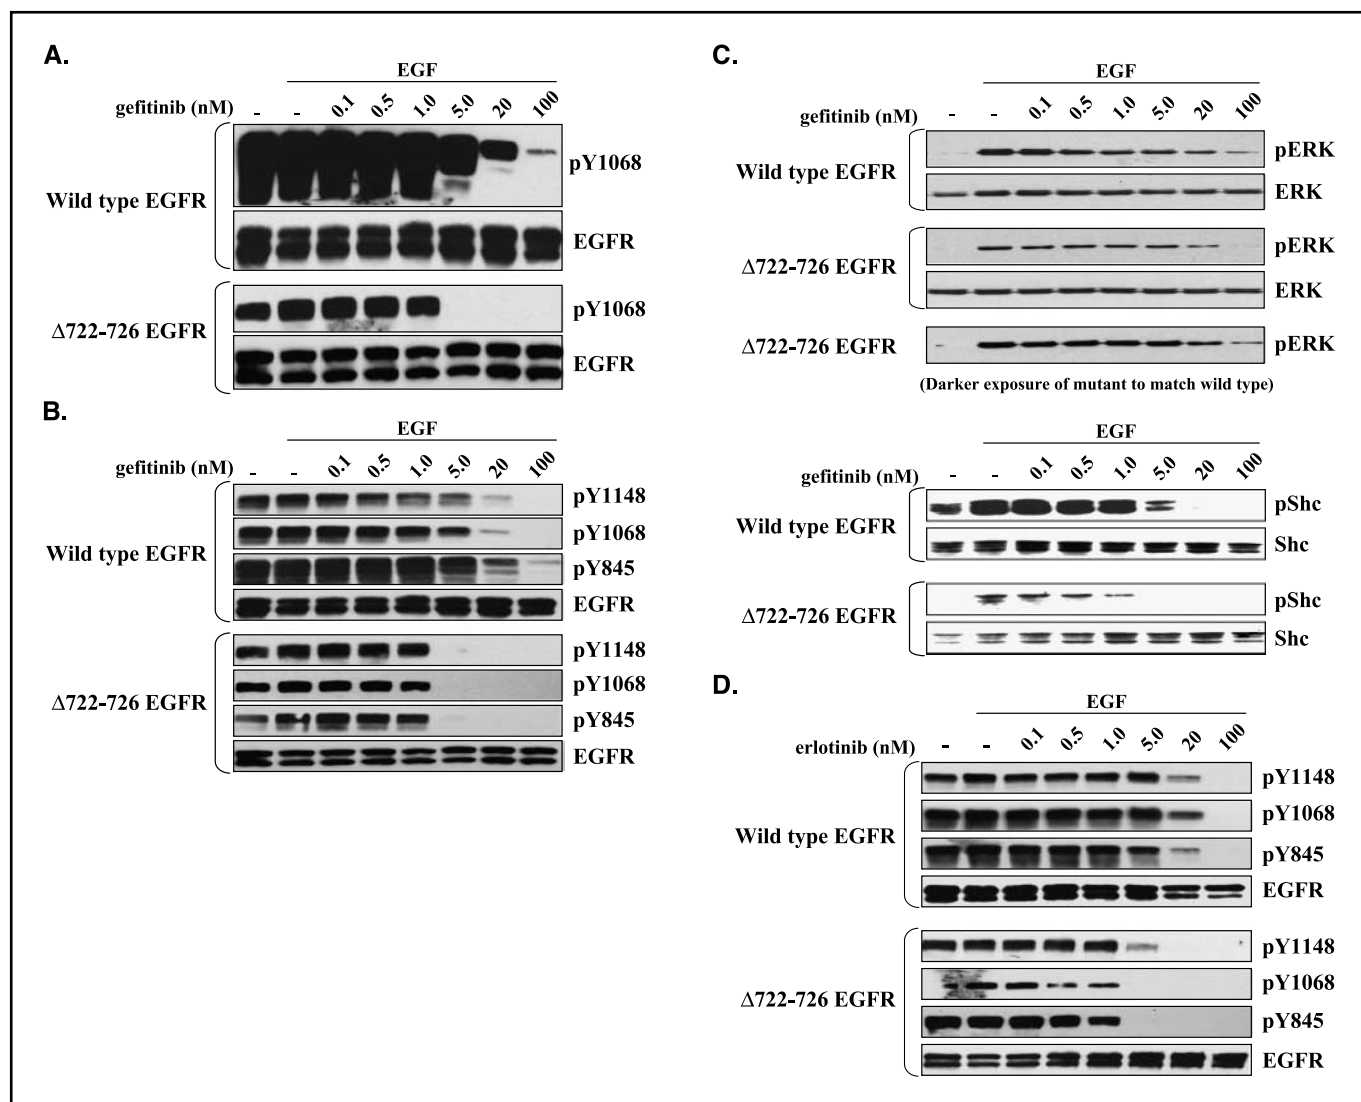 A.
EGF
gefitinib (nM) - - 0.1 0.5 1.0 5.0 20 100
Wild type EGFR
pY1068
EGFR
Δ722-726 EGFR
pY1068
EGFR
B.
EGF
gefitinib (nM) - - 0.1 0.5 1.0 5.0 20 100
Wild type EGFR
pY1148
pY1068
pY845
EGFR
Δ722-726 EGFR
pY1148
pY1068
pY845
EGFR
C.
EGF
gefitinib (nM) - - 0.1 0.5 1.0 5.0 20 100
Wild type EGFR
pERK
ERK
Δ722-726 EGFR
pERK
ERK
Δ722-726 EGFR
pERK
(Darker exposure of mutant to match wild type)
EGF
gefitinib (nM) - - 0.1 0.5 1.0 5.0 20 100
Wild type EGFR
pShc
Shc
Δ722-726 EGFR
pShc
Shc
D.
EGF
erlotinib (nM) - - 0.1 0.5 1.0 5.0 20 100
Wild type EGFR
pY1148
pY1068
pY845
EGFR
Δ722-726 EGFR
pY1148
pY1068
pY845
EGFR